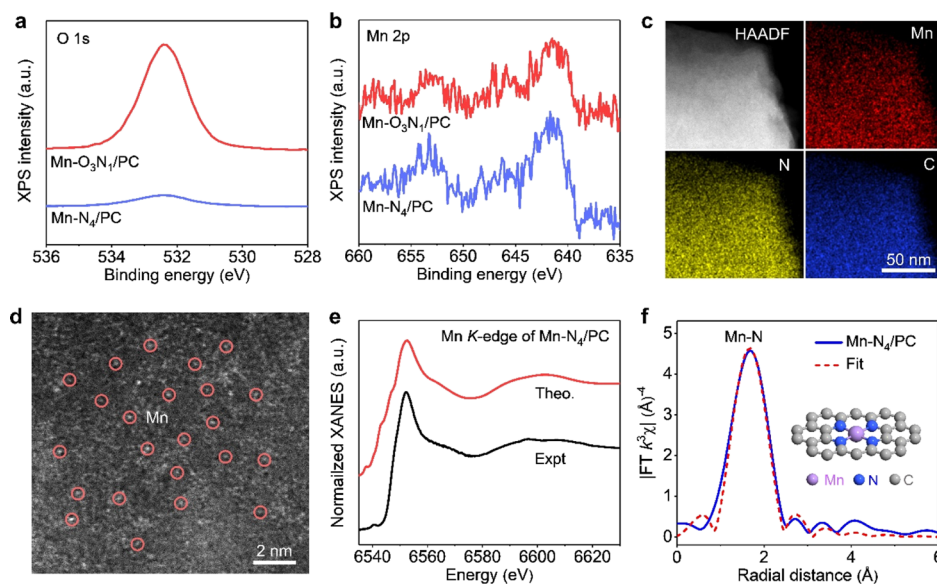 a
O 1s
XPS intensity (a.u.)
Mn-O₃N₁/PC
Mn-N₄/PC
536 534 532 530 528
Binding energy (eV)
b
Mn 2p
XPS intensity (a.u.)
Mn-O₃N₁/PC
Mn-N₄/PC
660 655 650 645 640 635
Binding energy (eV)
c
HAADF
Mn
N
C
50 nm
d
Mn
2 nm
e
Mn K-edge of Mn-N₄/PC
Normailzed XANES (a.u.)
Theo.
Expt
6540 6560 6580 6600 6620
Energy (eV)
f
Mn-N
Mn-N₄/PC
Fit
|FT k³χ| (Å)⁻⁴
5
4
3
2
1
0
Mn N C
0 2 4 6
Radial distance (Å)